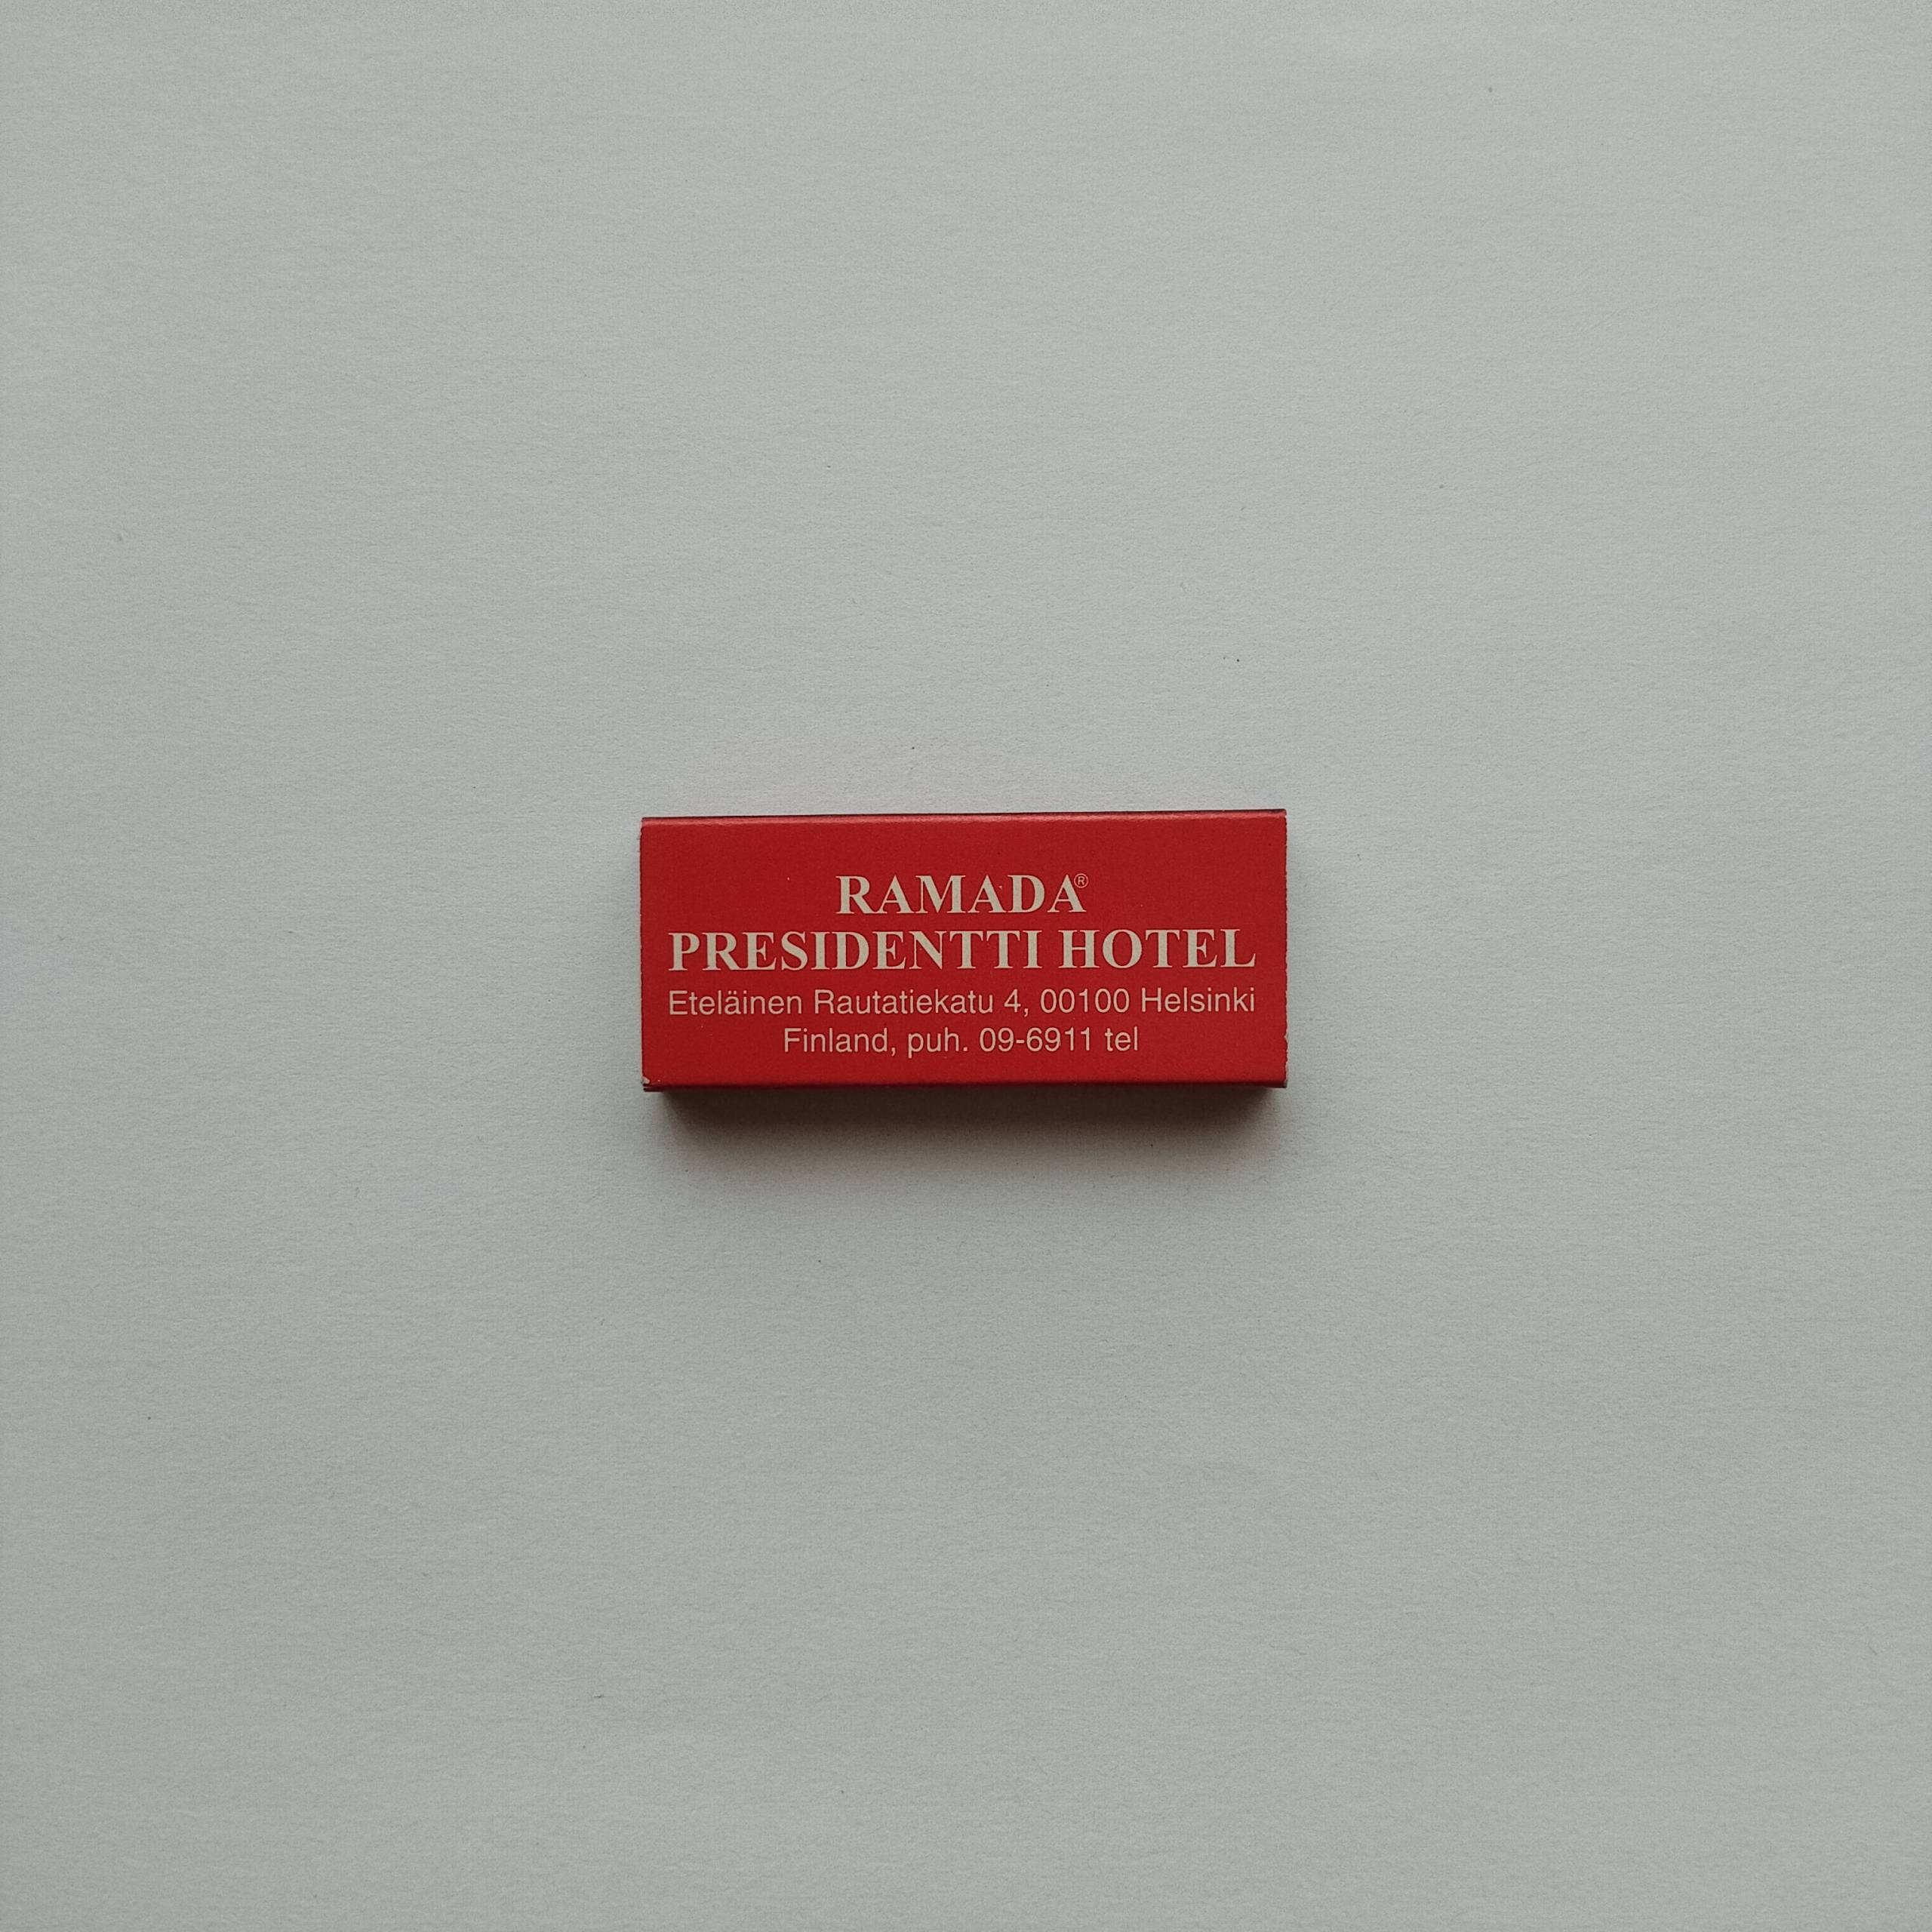 RAMADA®
PRESIDENTTI HOTEL
Eteläinen Rautatiekatu 4, 00100 Helsinki
Finland, puh. 09-6911 tel